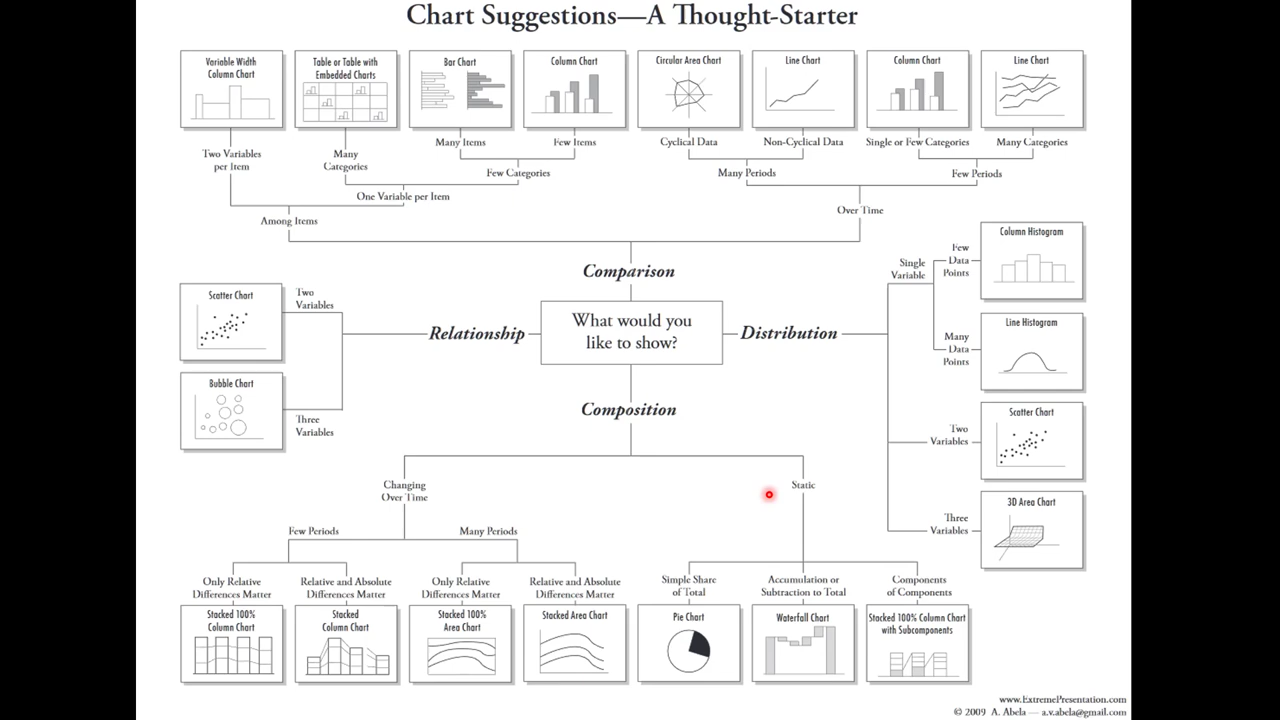 Chart Suggestions—A Thought-Starter
Variable Width
Column Chart
Table or Table with
Embedded Charts
Bar Chart
Column Chart
Circular Area Chart
Line Chart
Column Chart
Line Chart
Two Variables
per Item
Many
Categories
Many Items
Few Items
Cyclical Data
Non-Cyclical Data
Single or Few Categories
Many Categories
Few Categories
Many Periods
Few Periods
One Variable per Item
Among Items
Over Time
Comparison
What would you
like to show?
Relationship
Two
Variables
Scatter Chart
Three
Variables
Bubble Chart
Distribution
Single
Variable
Few
Data
Points
Column Histogram
Many
Data
Points
Line Histogram
Two
Variables
Scatter Chart
Three
Variables
3D Area Chart
Composition
Changing
Over Time
Static
Few Periods
Many Periods
Only Relative
Differences Matter
Relative and Absolute
Differences Matter
Only Relative
Differences Matter
Relative and Absolute
Differences Matter
Simple Share
of Total
Accumulation or
Subtraction to Total
Components
of Components
Stacked 100%
Column Chart
Stacked
Column Chart
Stacked 100%
Area Chart
Stacked Area Chart
Pie Chart
Waterfall Chart
Stacked 100% Column Chart
with Subcomponents
www.ExtremePresentation.com
© 2009 A. Abela — a.v.abela@gmail.com